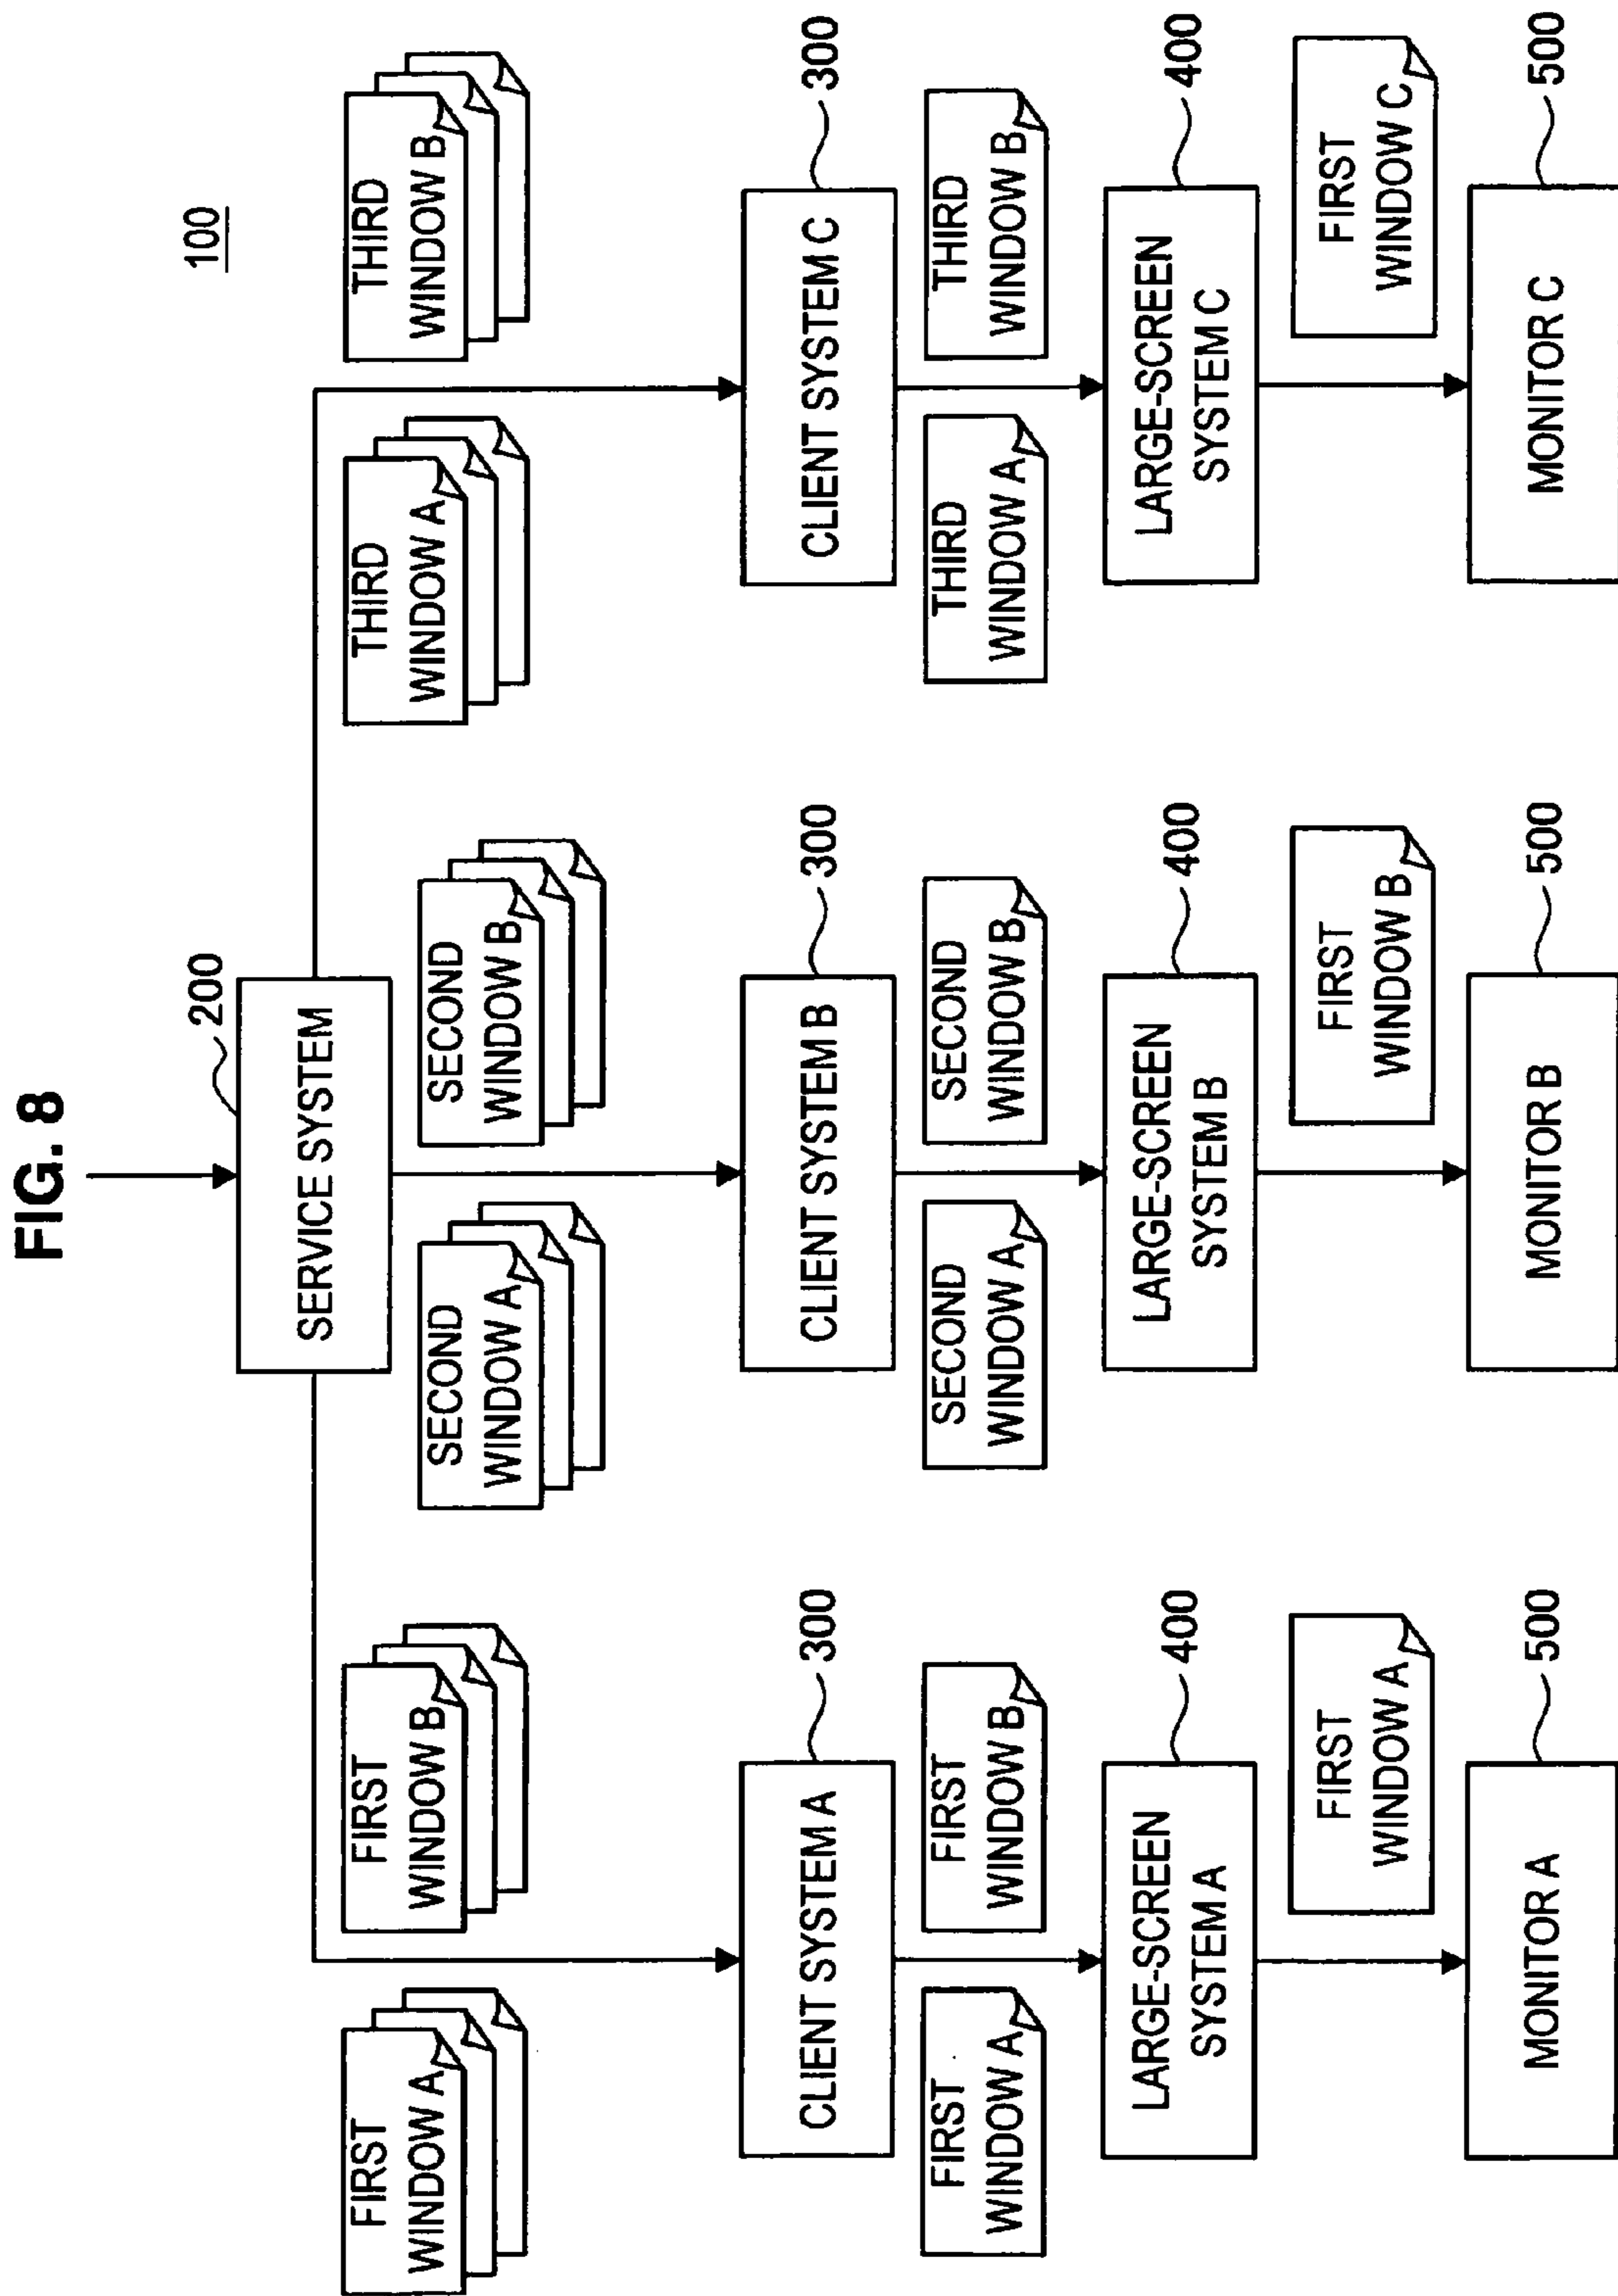 FIG. 8
100
200
SERVICE SYSTEM
FIRST
WINDOW A
FIRST
WINDOW B
SECOND
WINDOW A
SECOND
WINDOW B
THIRD
WINDOW A
THIRD
WINDOW B
CLIENT SYSTEM A
300
CLIENT SYSTEM B
300
CLIENT SYSTEM C
300
FIRST
WINDOW A
FIRST
WINDOW B
SECOND
WINDOW A
SECOND
WINDOW B
THIRD
WINDOW A
THIRD
WINDOW B
LARGE-SCREEN
SYSTEM A
400
LARGE-SCREEN
SYSTEM B
400
LARGE-SCREEN
SYSTEM C
400
FIRST
WINDOW A
FIRST
WINDOW B
FIRST
WINDOW C
MONITOR A
500
MONITOR B
500
MONITOR C
500